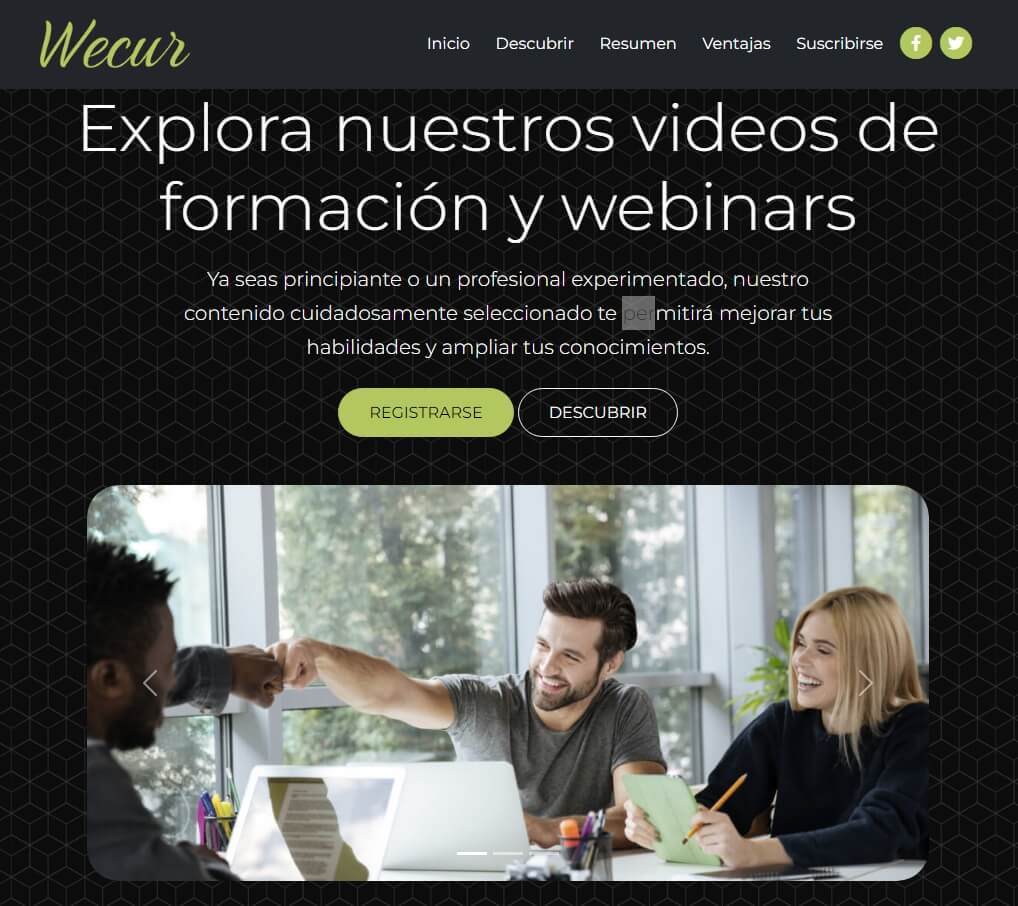 Wecur
Inicio Descubrir Resumen Ventajas Suscribirse
Explora nuestros videos de
formación y webinars
Ya seas principiante o un profesional experimentado, nuestro
contenido cuidadosamente seleccionado te permitirá mejorar tus
habilidades y ampliar tus conocimientos.
REGISTRARSE DESCUBRIR